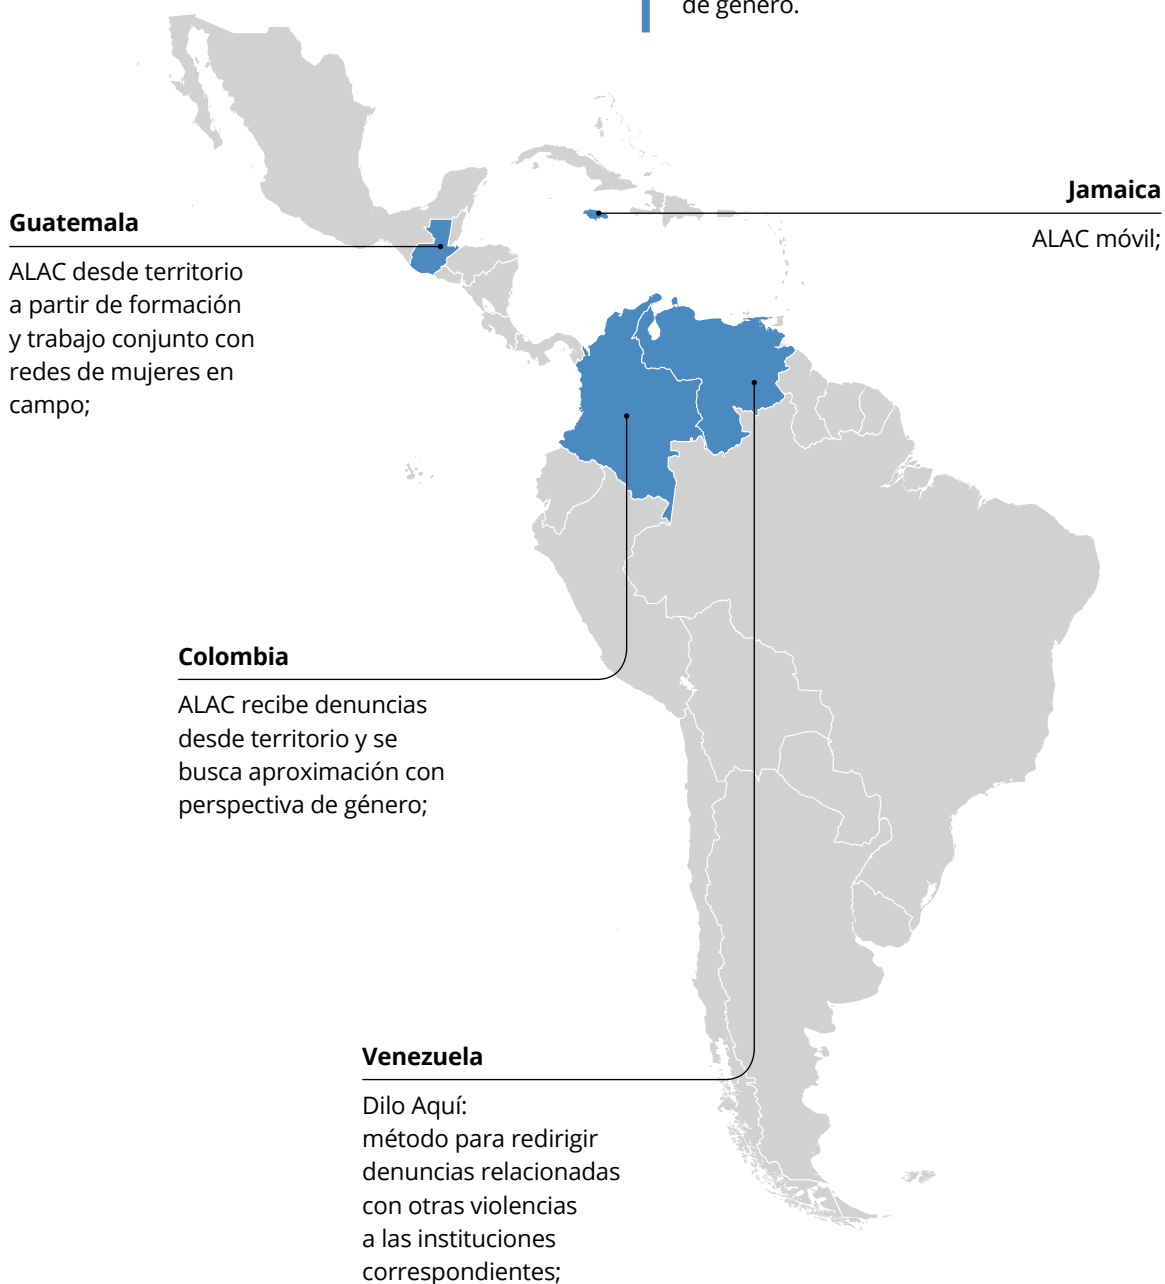 de género.
Jamaica
ALAC móvil;
Guatemala
ALAC desde territorio
a partir de formación
y trabajo conjunto con
redes de mujeres en
campo;
Colombia
ALAC recibe denuncias
desde territorio y se
busca aproximación con
perspectiva de género;
Venezuela
Dilo Aquí:
método para redirigir
denuncias relacionadas
con otras violencias
a las instituciones
correspondientes;